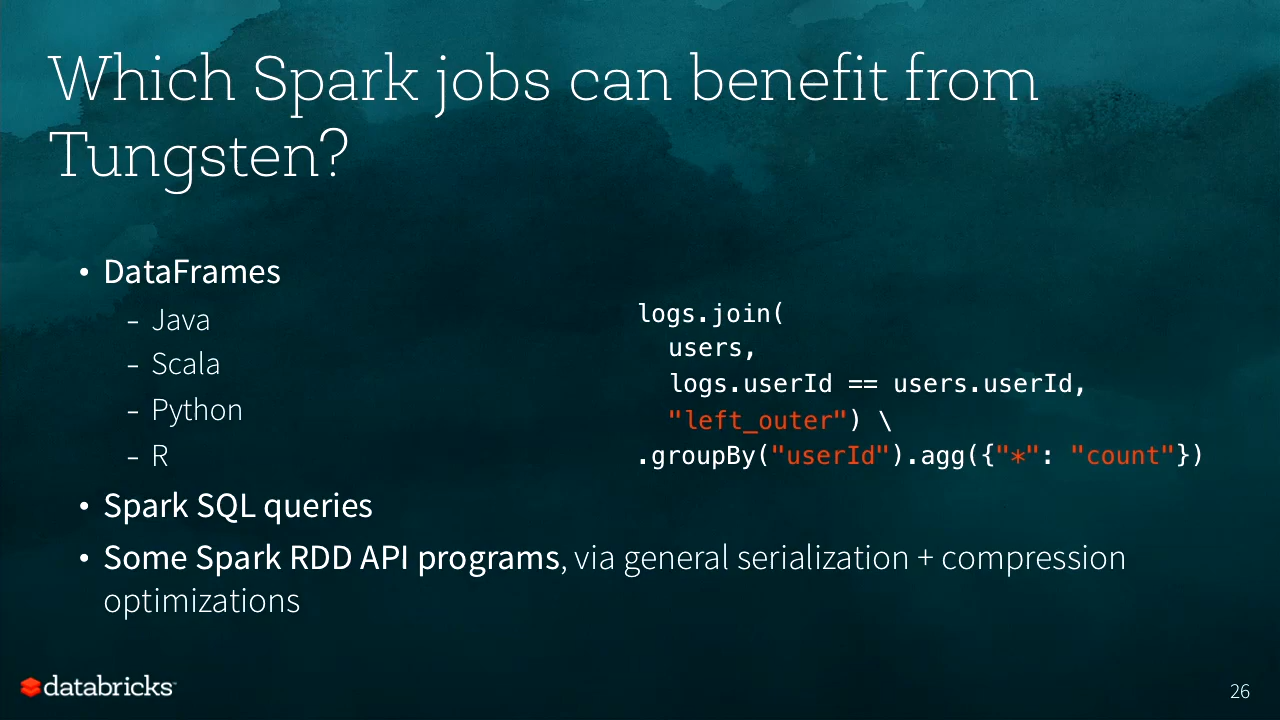 Which Spark jobs can benefit from
Tungsten?
• DataFrames
– Java
– Scala
– Python
– R
• Spark SQL queries
• Some Spark RDD API programs, via general serialization + compression
optimizations
logs.join(
  users,
  logs.userId == users.userId,
  "left_outer") \
.groupBy("userId").agg({"*": "count"})
databricks™
26